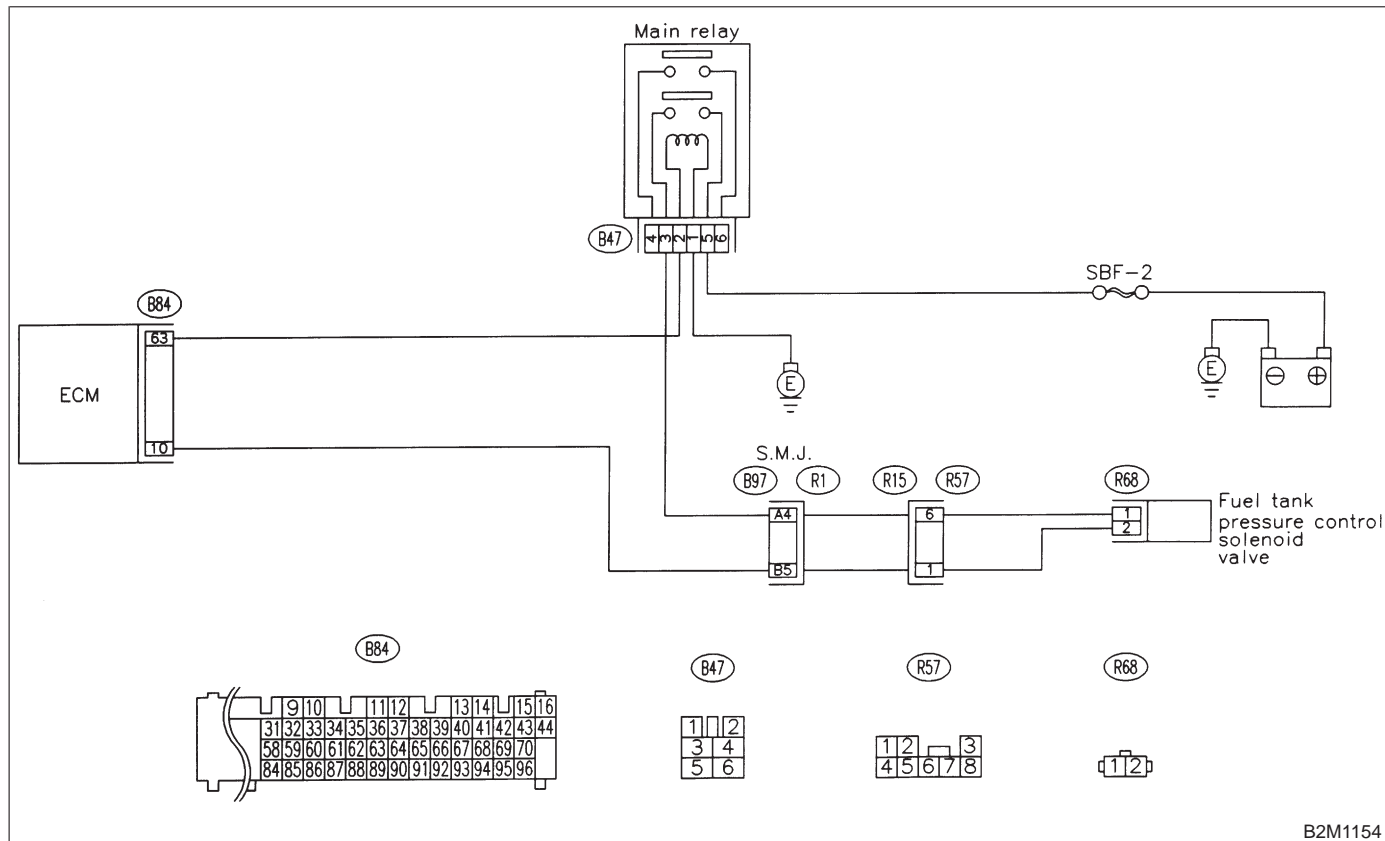 Main relay
B47
4 3 2 1 5 6
SBF-2
B84
63
ECM
10
E
E
⊖ ⊕
S.M.J.
B97 R1 R15 R57 R68
A4 6 1
2
B5 1
Fuel tank
pressure control
solenoid
valve
B84
9 10 11 12 13 14 15 16
31 32 33 34 35 36 37 38 39 40 41 42 43 44
58 59 60 61 62 63 64 65 66 67 68 69 70
84 85 86 87 88 89 90 91 92 93 94 95 96
B47
1 2
3 4
5 6
R57
1 2 3
4 5 6 7 8
R68
1 2
B2M1154